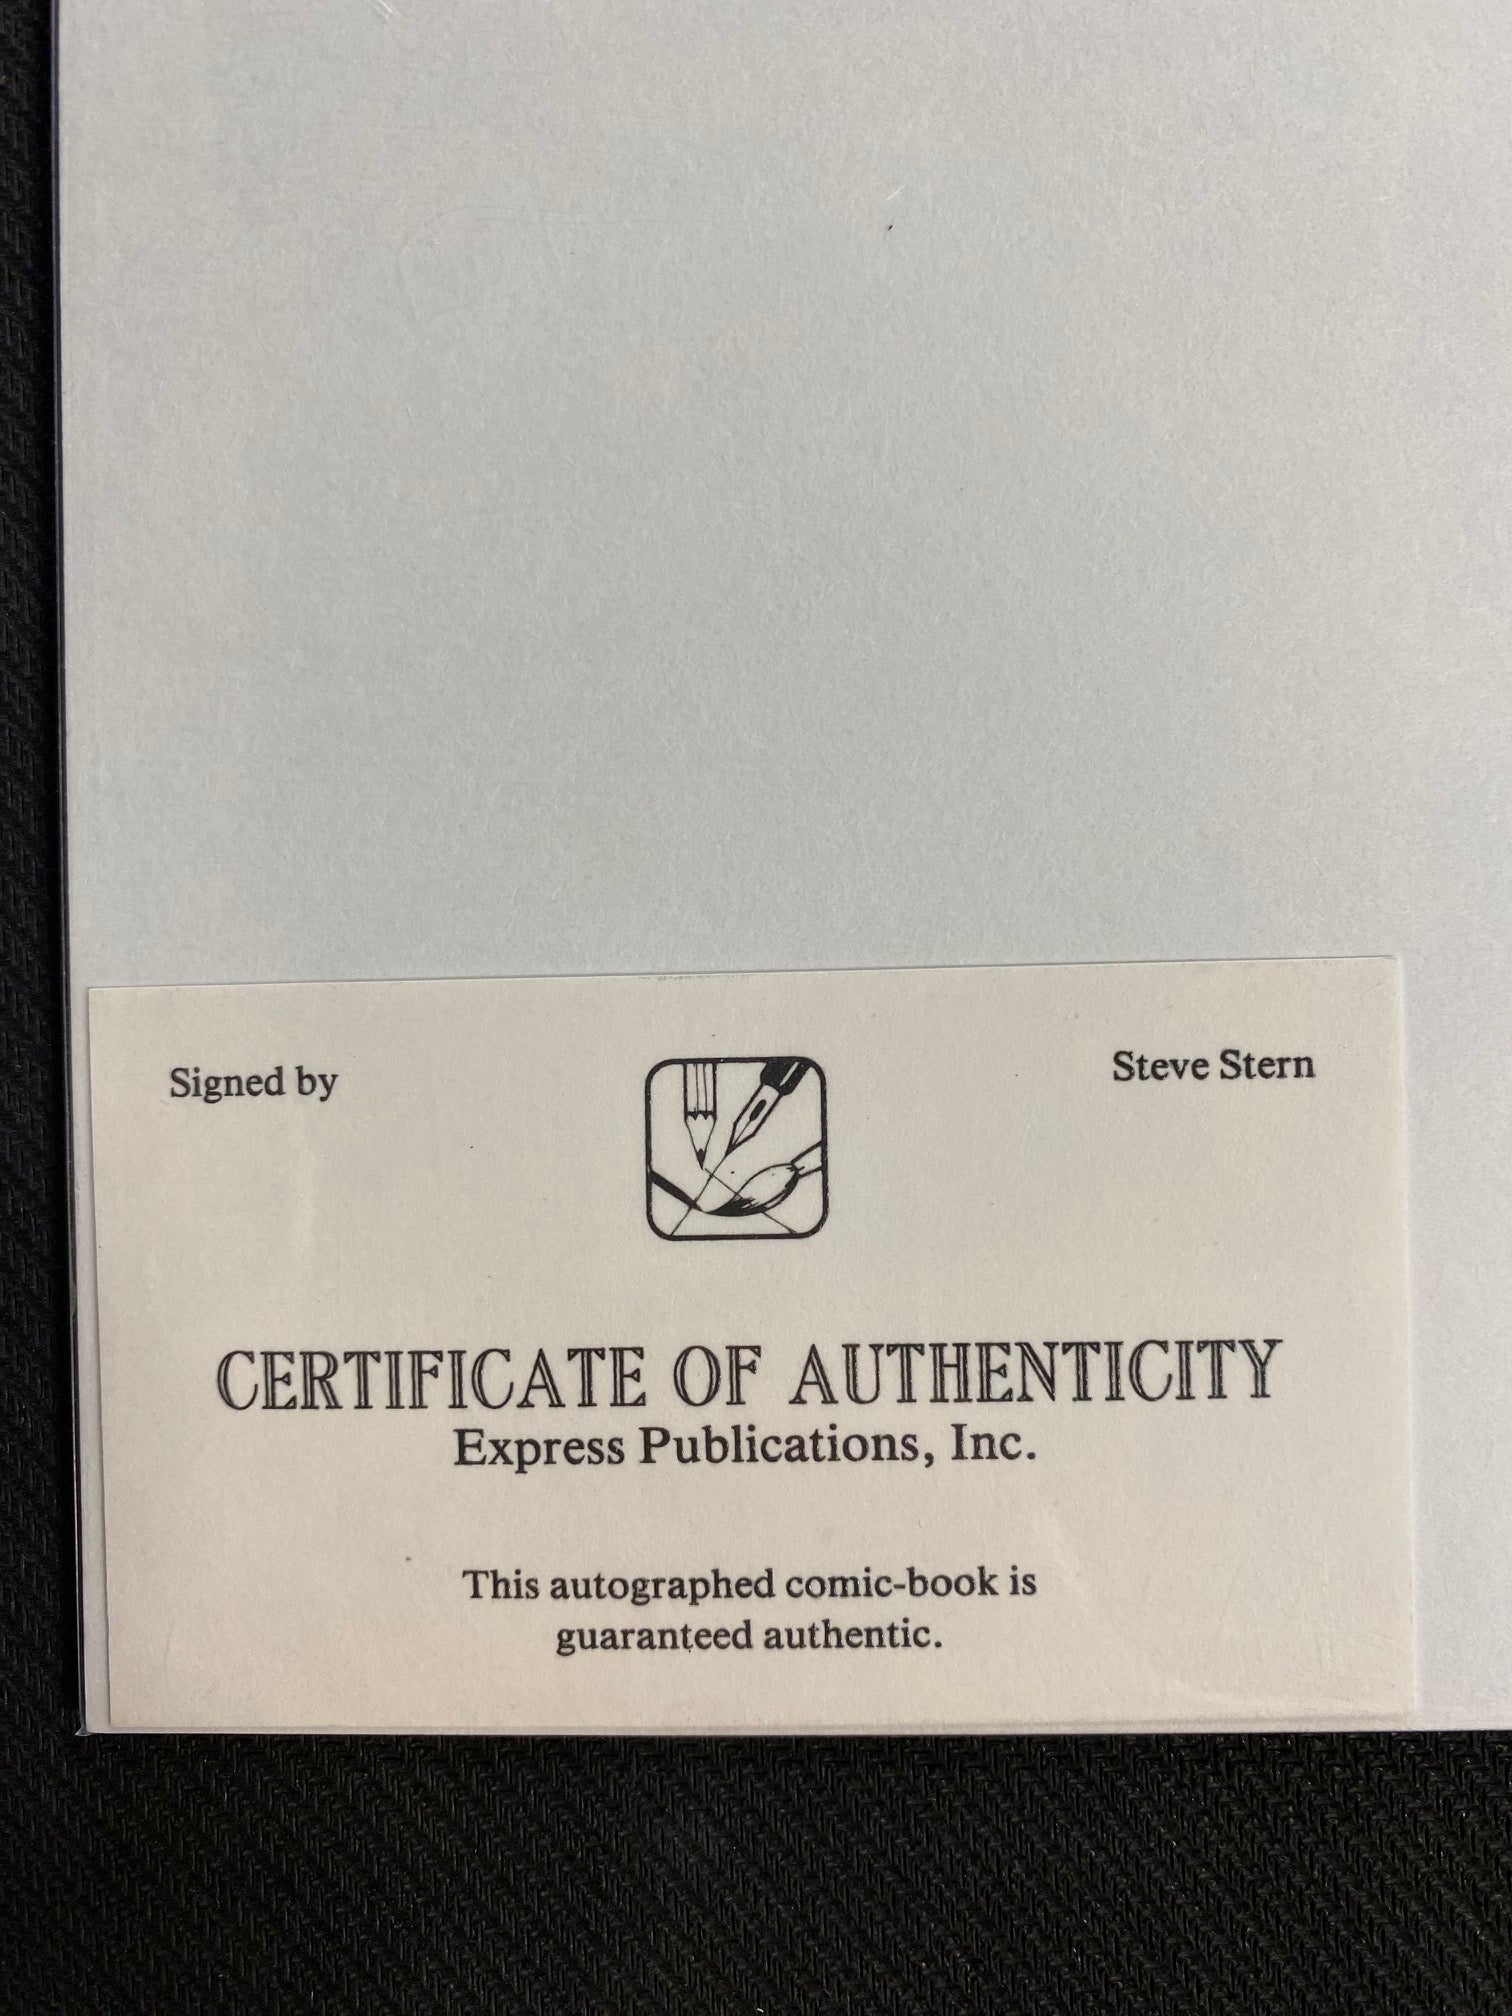 Signed by
Steve Stern
CERTIFICATE OF AUTHENTICITY
Express Publications, Inc.
This autographed comic-book is
guaranteed authentic.